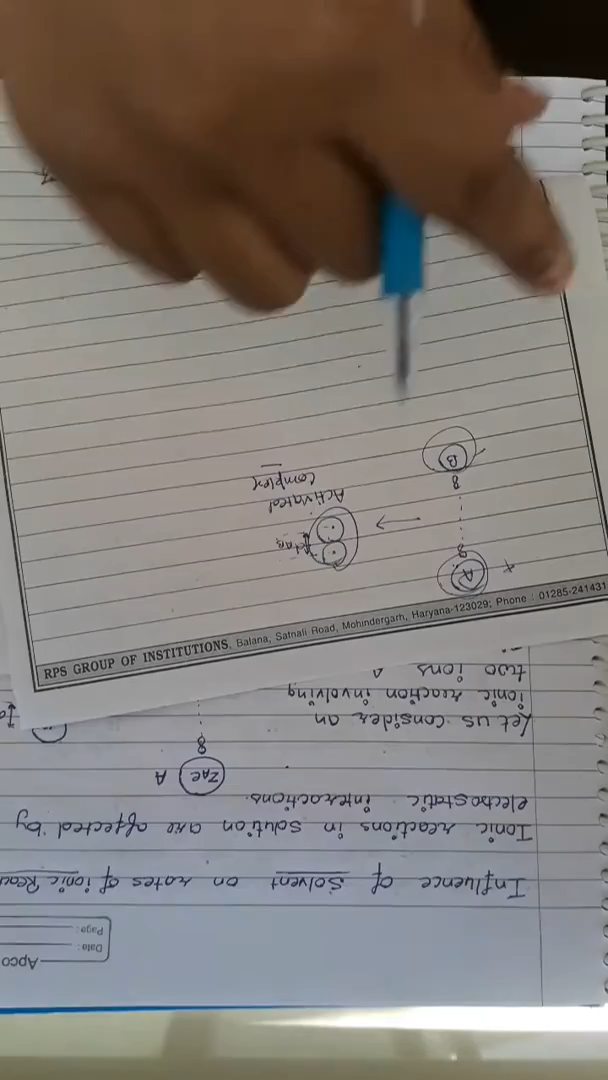 Apco
Date:
Page:
Influence of solvent on rates of ionic
Ionic reactions in solution are affected by
electrostatic interactions.
ZAe A
Let us consider an
ionic reaction involving
two ions
RPS GROUP OF INSTITUTIONS, Balana, Satnali Road, Mohindergarh, Haryana-123029; Phone : 01285-241431
A
B
Activated
complex